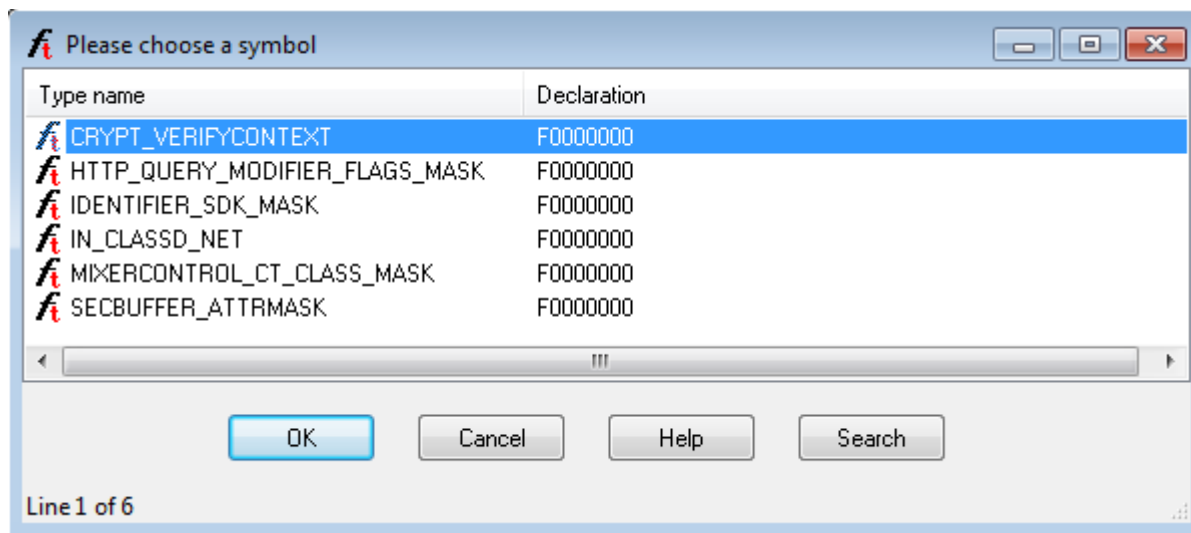 Please choose a symbol
Type name Declaration
CRYPT_VERIFYCONTEXT F0000000
HTTP_QUERY_MODIFIER_FLAGS_MASK F0000000
IDENTIFIER_SDK_MASK F0000000
IN_CLASSD_NET F0000000
MIXERCONTROL_CT_CLASS_MASK F0000000
SECBUFFER_ATTRMASK F0000000
OK Cancel Help Search
Line 1 of 6